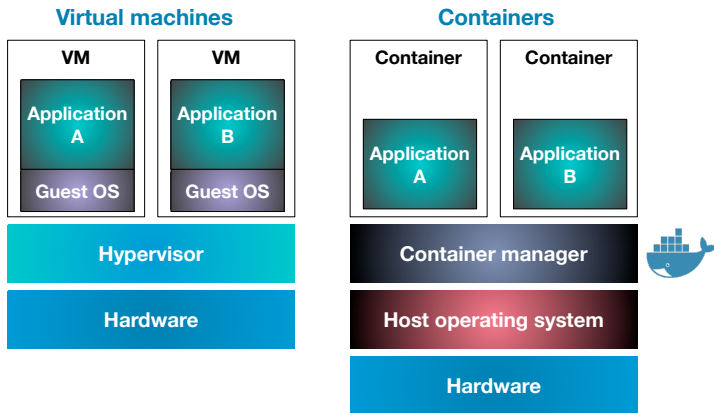 Virtual machines
VM
Application
A
Guest OS
VM
Application
B
Guest OS
Hypervisor
Hardware
Containers
Container
Application
A
Container
Application
B
Container manager
Host operating system
Hardware